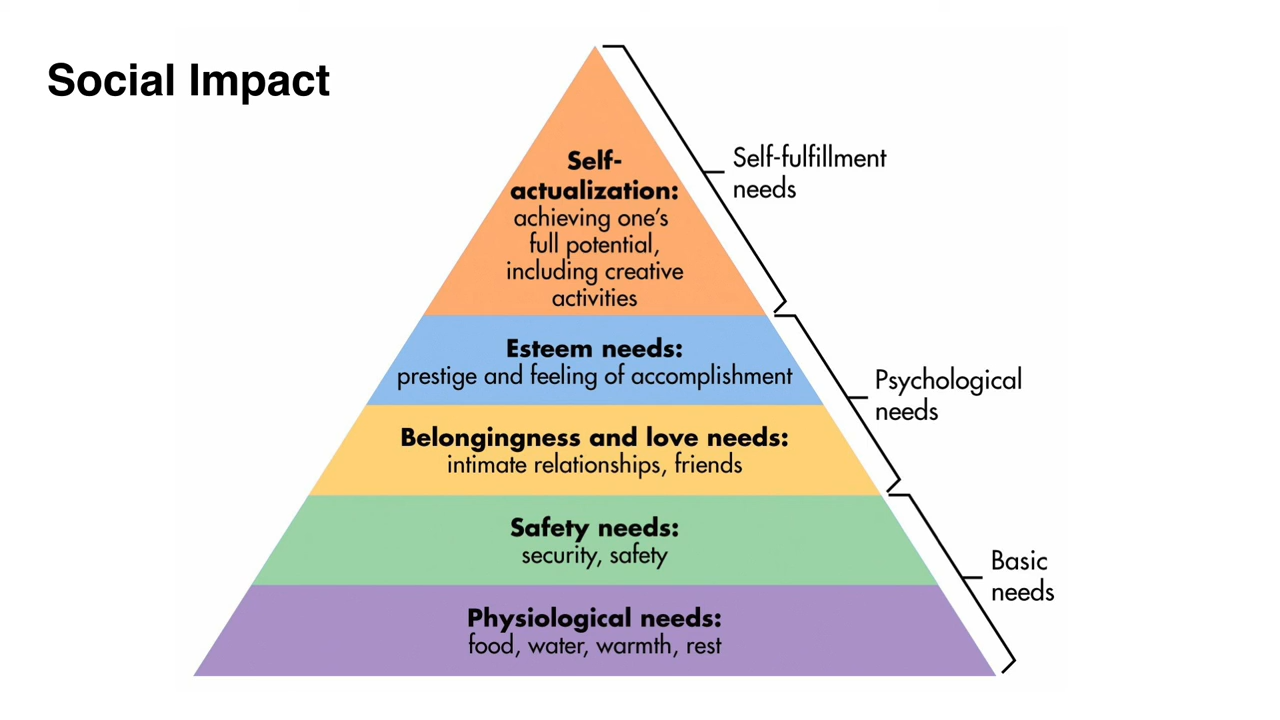 Social Impact
Self-
actualization:
achieving one's
full potential,
including creative
activities
Self-fulfillment
needs
Esteem needs:
prestige and feeling of accomplishment
Psychological
needs
Belongingness and love needs:
intimate relationships, friends
Safety needs:
security, safety
Basic
needs
Physiological needs:
food, water, warmth, rest